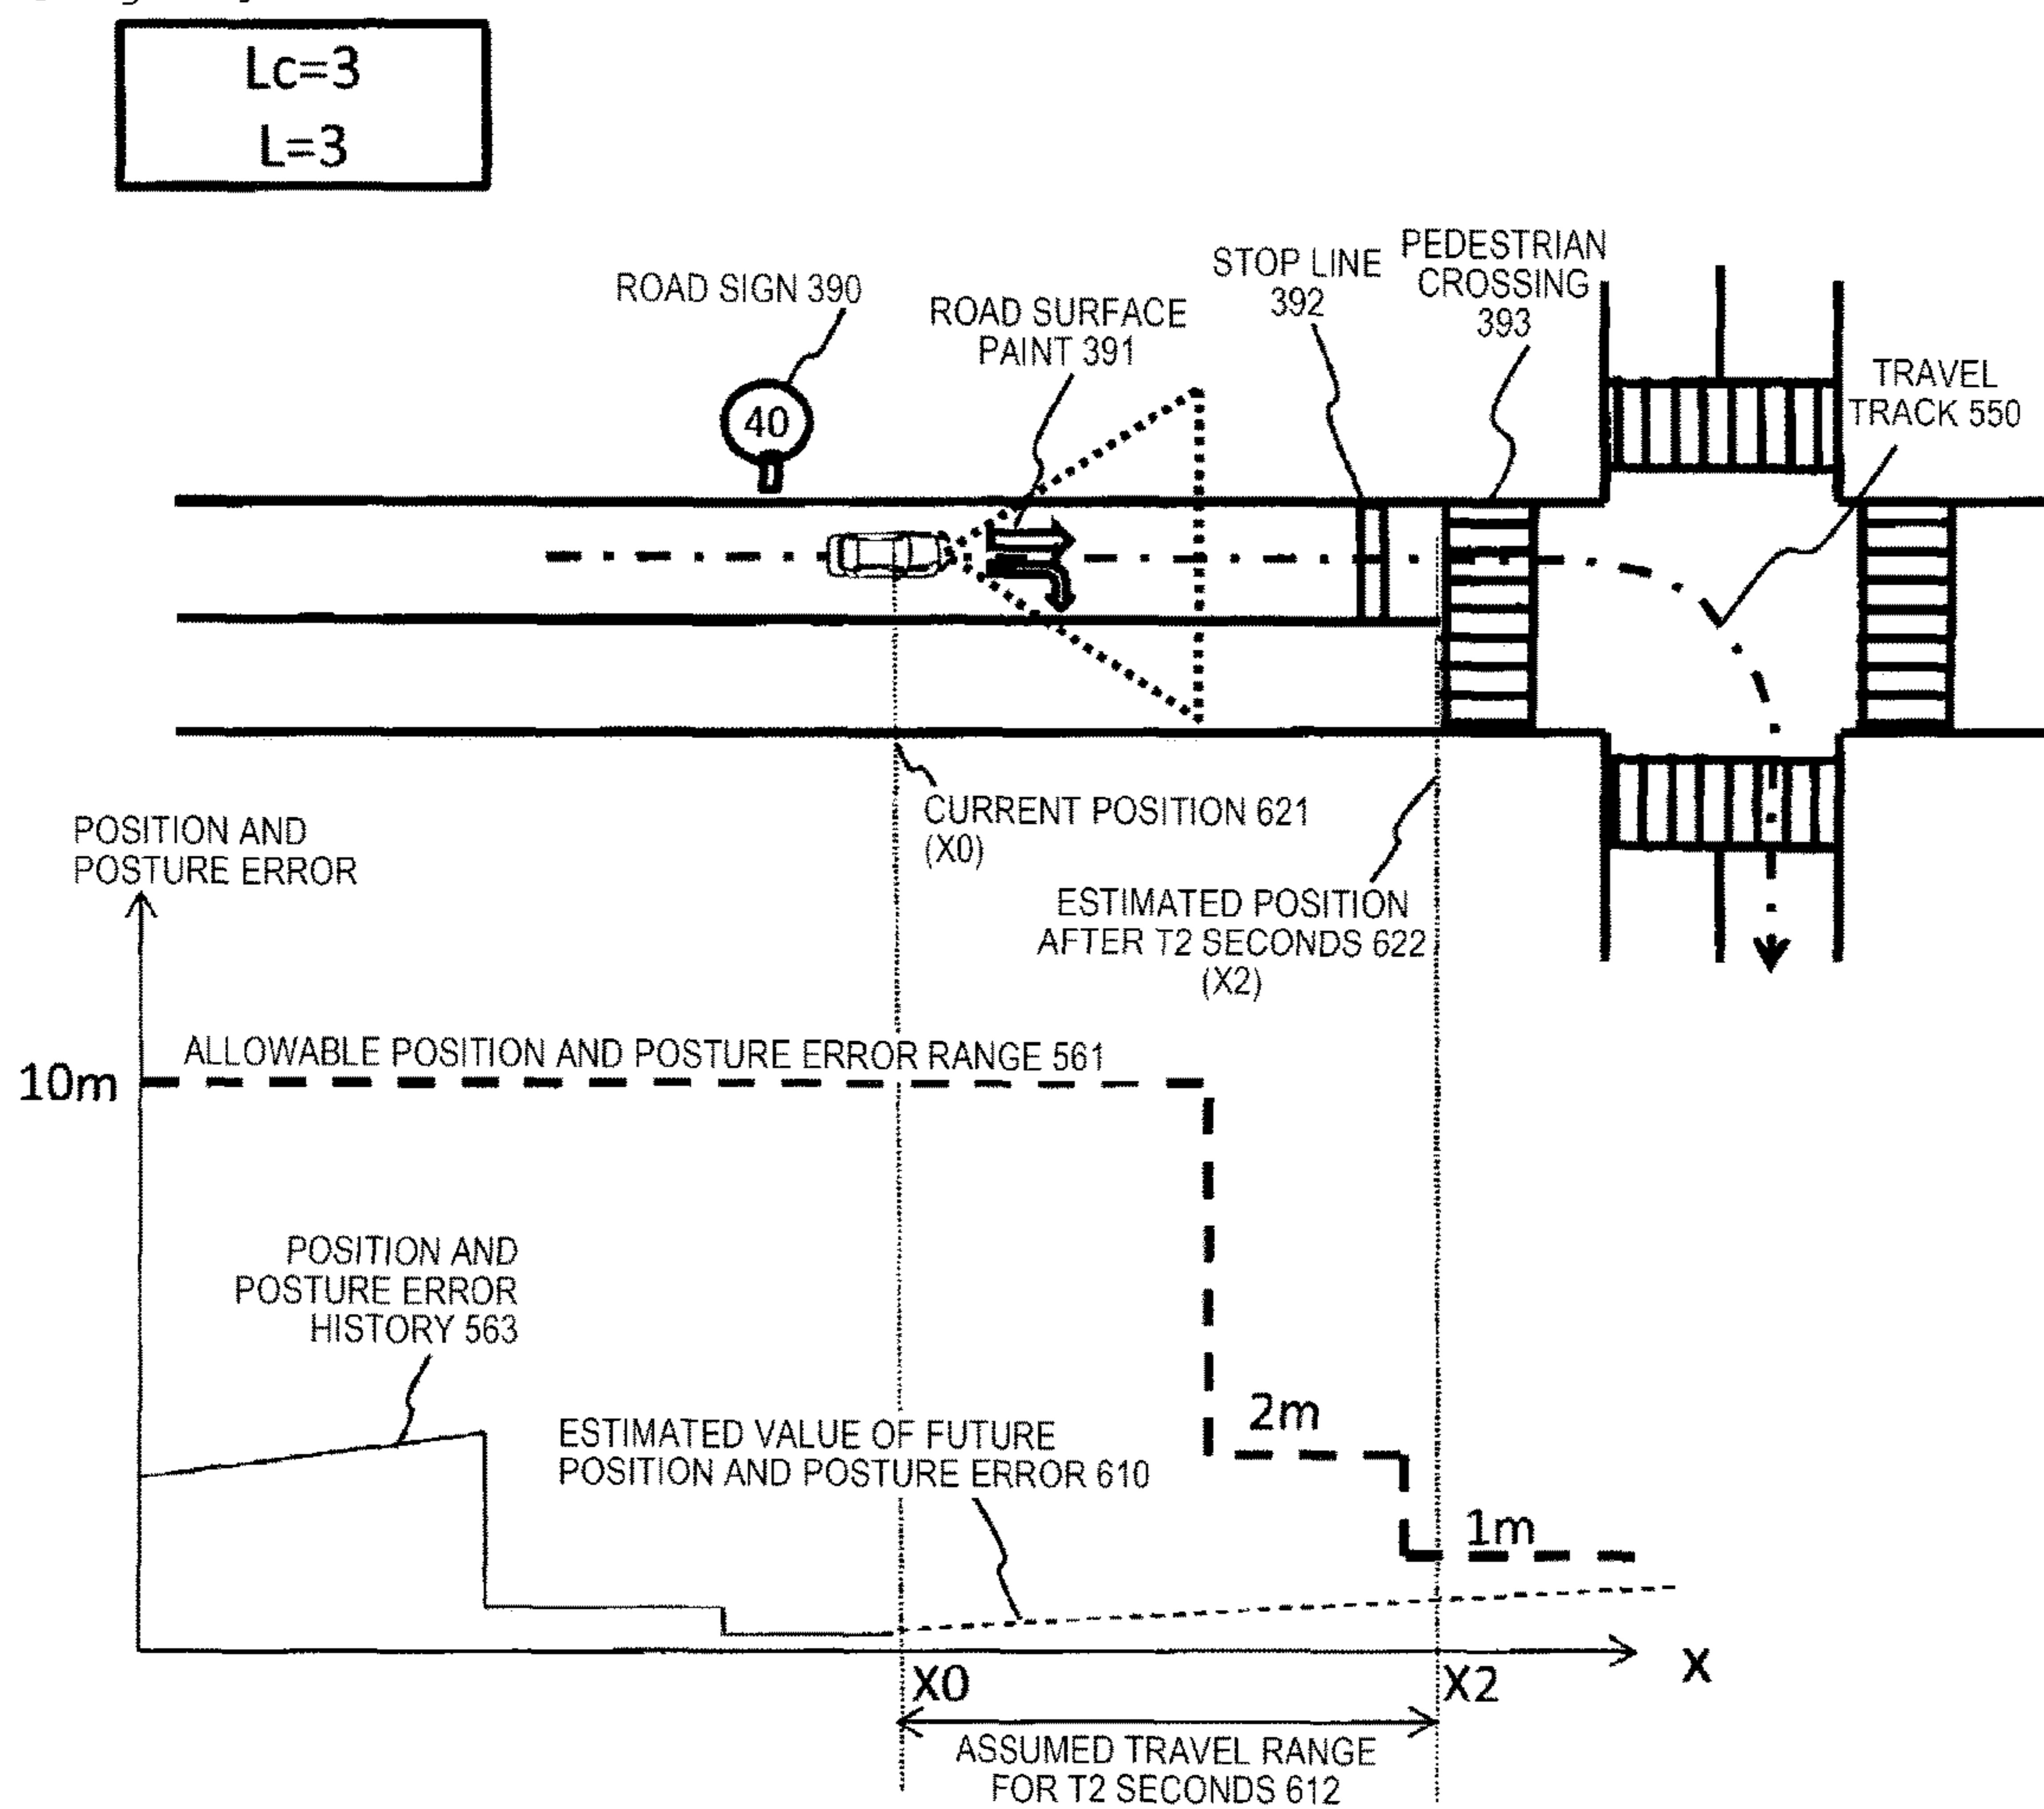 Lc=3
L=3
ROAD SIGN 390
ROAD SURFACE
PAINT 391
STOP LINE
392
PEDESTRIAN
CROSSING
393
TRAVEL
TRACK 550
40
CURRENT POSITION 621
(X0)
ESTIMATED POSITION
AFTER T2 SECONDS 622
(X2)
POSITION AND
POSTURE ERROR
10m
ALLOWABLE POSITION AND POSTURE ERROR RANGE 561
POSITION AND
POSTURE ERROR
HISTORY 563
ESTIMATED VALUE OF FUTURE
POSITION AND POSTURE ERROR 610
2m
1m
X0
X2
X
ASSUMED TRAVEL RANGE
FOR T2 SECONDS 612